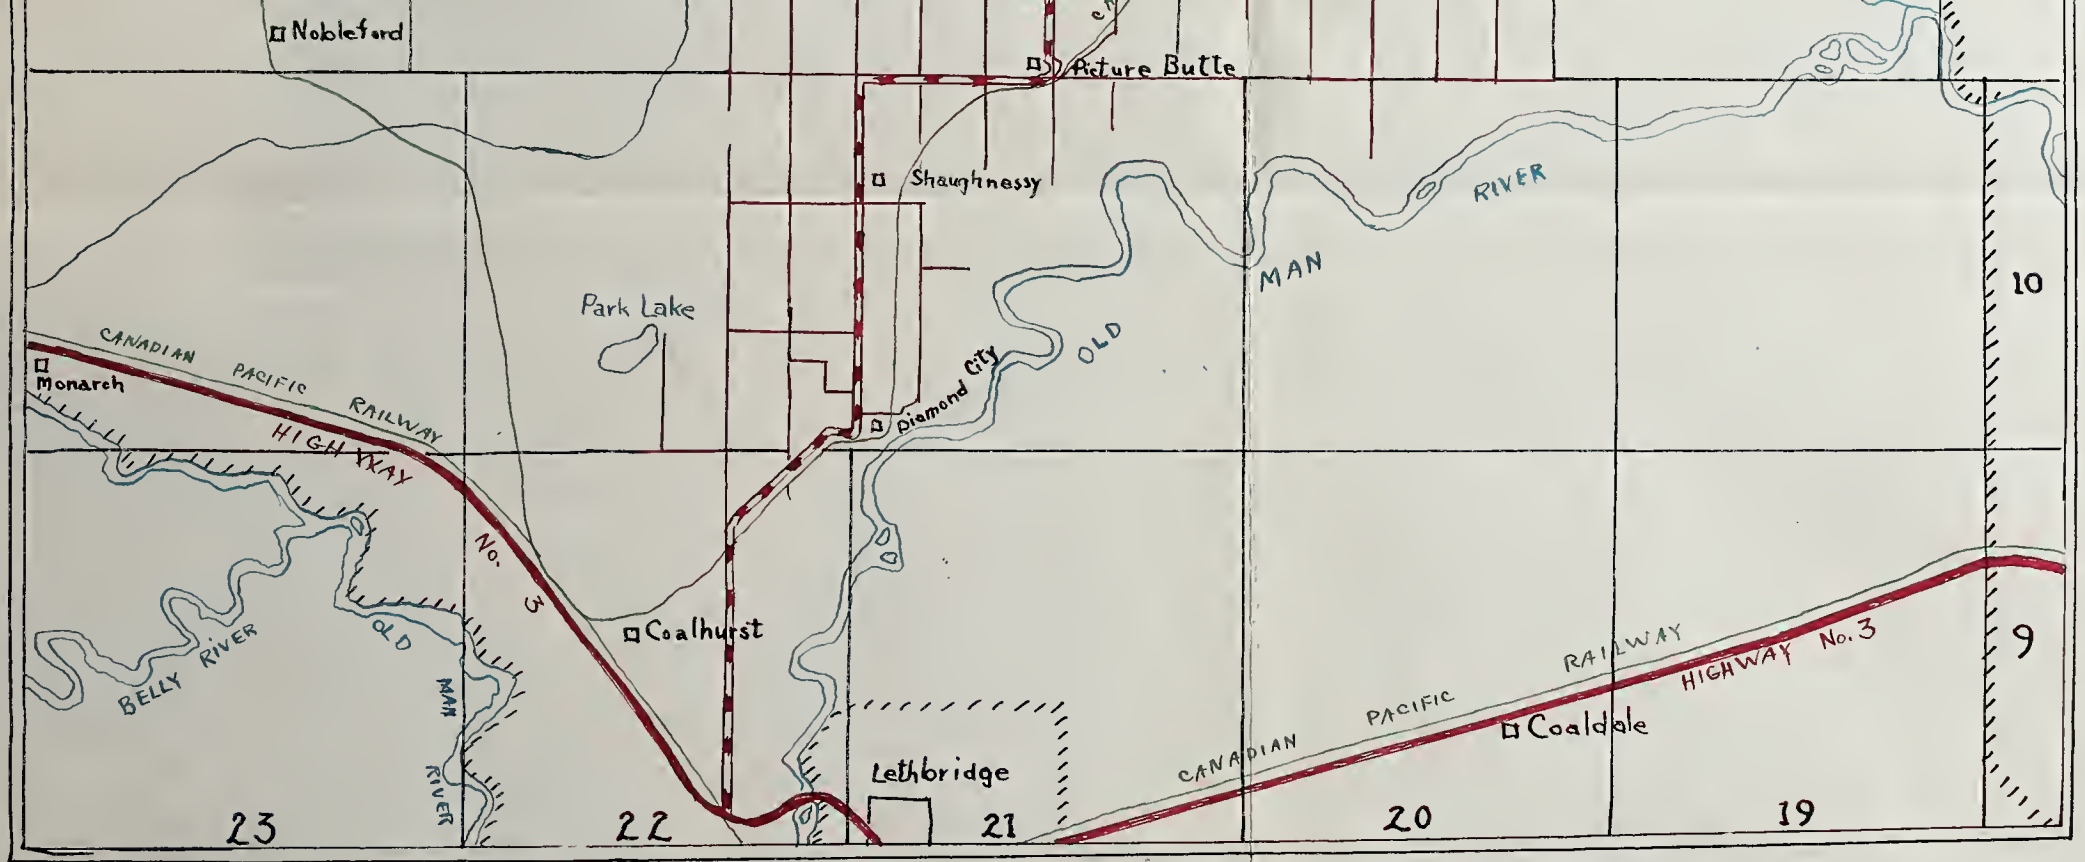 Nobleford
CA
Picture Butte
Shaughnessy
RIVER
MAN
OLD
10
Park Lake
CANADIAN PACIFIC RAILWAY
Monarch
HIGHWAY No. 3
Diamond City
BELLY RIVER
OLD MAN RIVER
Coalhurst
9
CANADIAN PACIFIC RAILWAY
HIGHWAY No. 3
Coaldale
Lethbridge
23
22
21
20
19